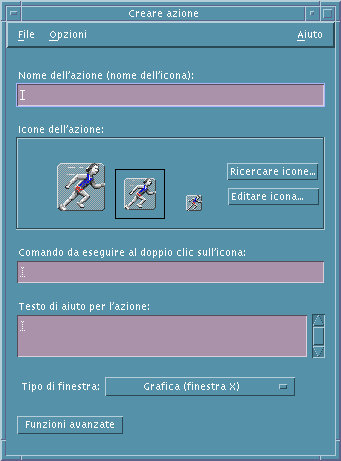 Creare azione
File Opzioni Aiuto
Nome dell'azione (nome dell'icona):
Icone dell'azione:
Ricercare icone...
Editare icona...
Comando da eseguire al doppio clic sull'icona:
Testo di aiuto per l'azione:
Tipo di finestra: Grafica (finestra X)
Funzioni avanzate